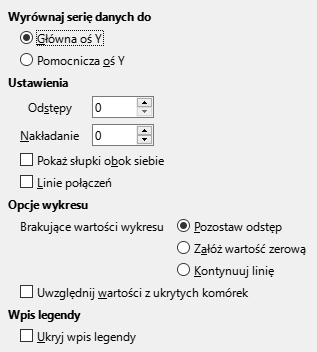 Wyrównaj serię danych do
Główna oś Y
Pomocnicza oś Y
Ustawienia
Odstępy 0
Nakładanie 0
Pokaż słupki obok siebie
Linie połączeń
Opcje wykresu
Brakujące wartości wykresu Pozostaw odstęp
Załóż wartość zerową
Kontynuuj linię
Uwzględnij wartości z ukrytych komórek
Wpis legendy
Ukryj wpis legendy